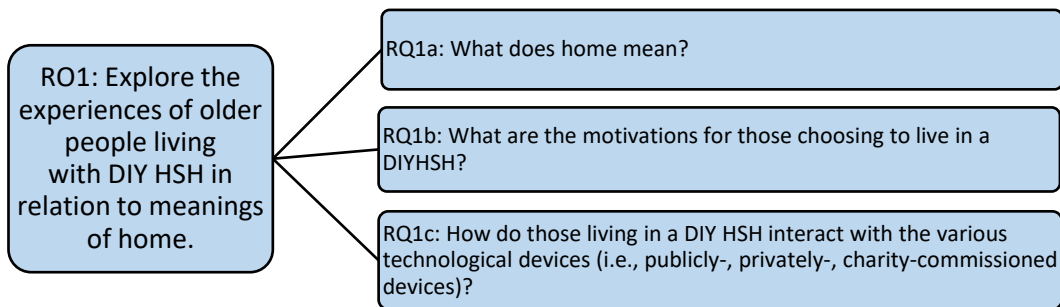 RO1: Explore the
experiences of older
people living
with DIY HSH in
relation to meanings
of home.
RQ1a: What does home mean?
RQ1b: What are the motivations for those choosing to live in a
DIYHSH?
RQ1c: How do those living in a DIY HSH interact with the various
technological devices (i.e., publicly-, privately-, charity-commissioned
devices)?